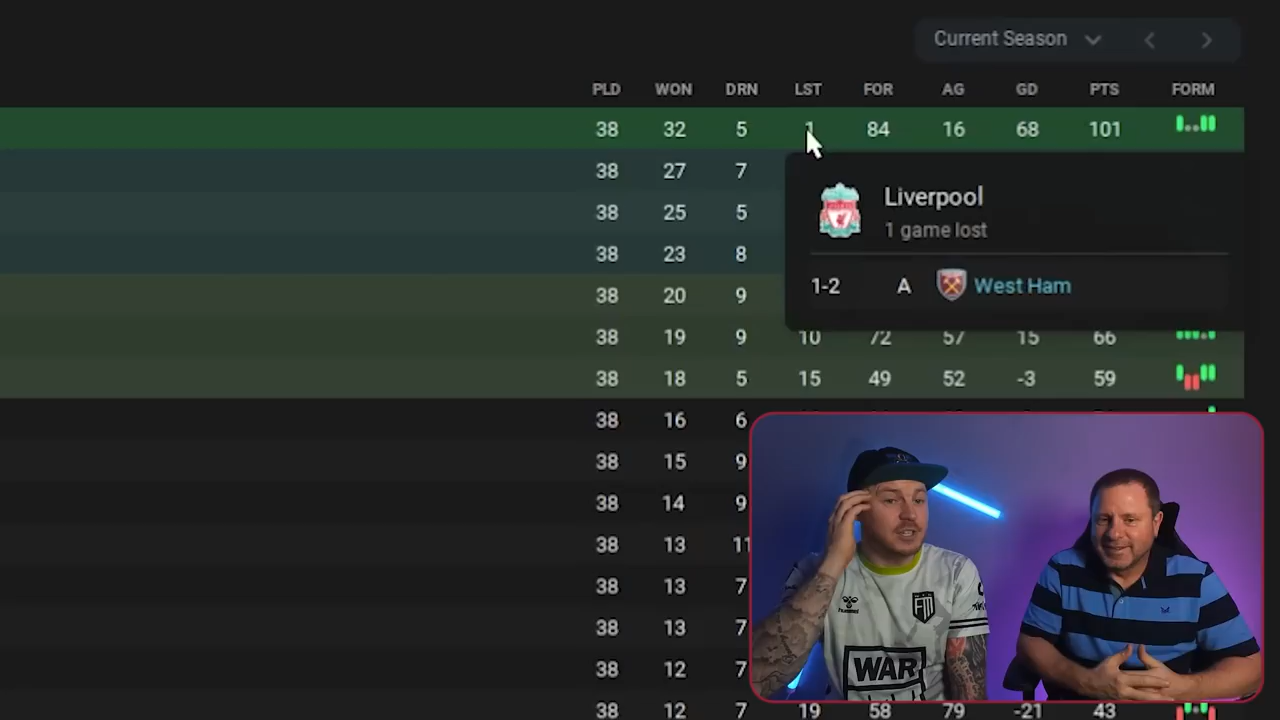 Current Season
PLD WON DRN LST FOR AG GD PTS FORM
38 32 5 1 84 16 68 101
38 27 7
Liverpool
38 25 5
1 game lost
38 23 8
1-2 A West Ham
38 20 9
38 19 9 10 72 57 15 66
38 18 5 15 49 52 -3 59
38 16 6
38 15 9
38 14 9
38 13 11
38 13 7
38 13 7
38 12 7
38 12 7 19 58 79 -21 43
hummel
FM
WAR